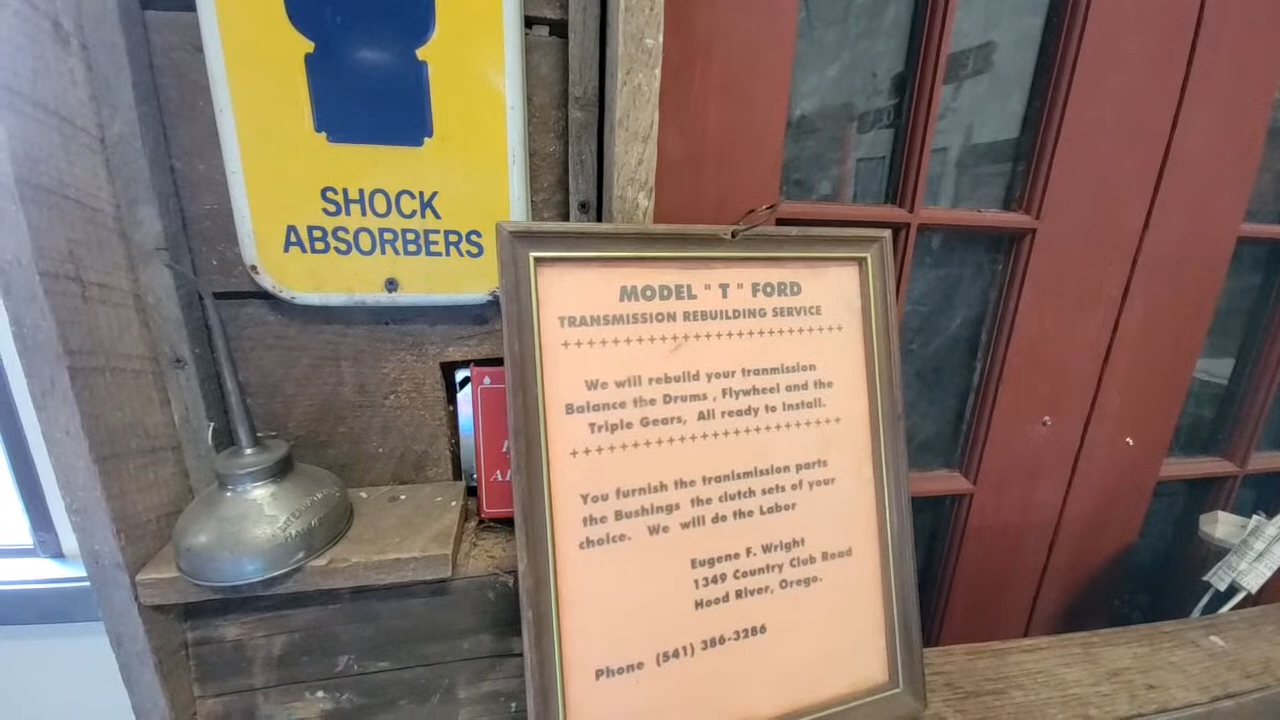 SHOCK
ABSORBERS
MODEL " T " FORD
TRANSMISSION REBUILDING SERVICE
+++++++++++++++++++++++++++
We will rebuild your tranmission
Balance the Drums , Flywheel and the
Triple Gears, All ready to Install.
+++++++++++++++++++++++++++
You furnish the tranismission parts
the Bushings the clutch sets of your
choice. We will do the Labor
Eugene F. Wright
1349 Country Club Road
Hood River, Orego.
Phone (541) 386-3286